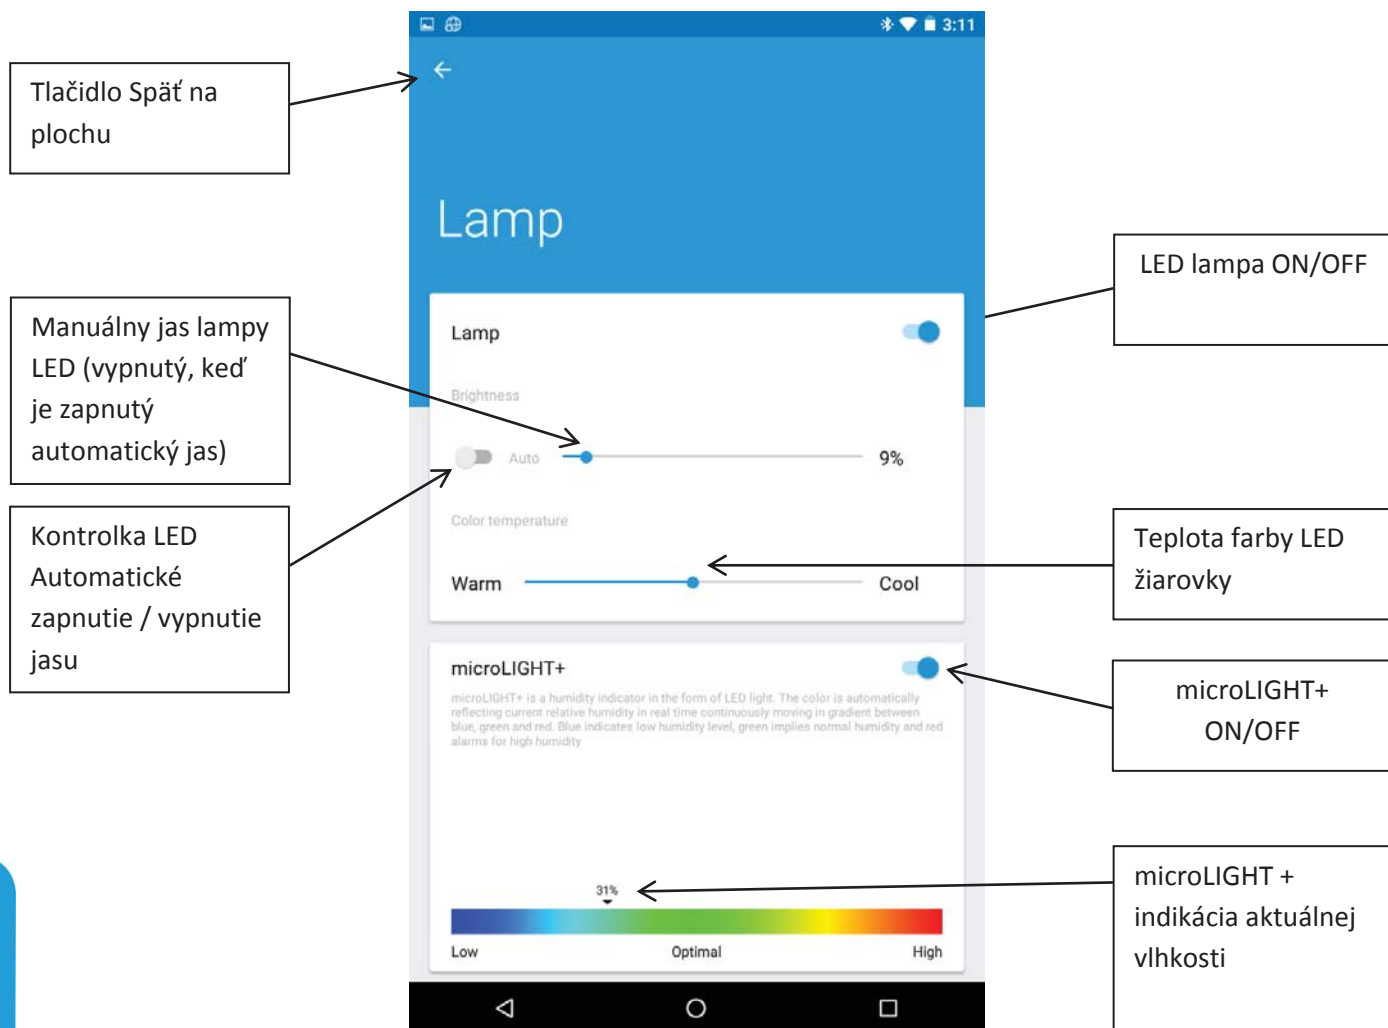 3:11
Tlačidlo Späť na
plochu
Lamp
LED lampa ON/OFF
Manuálny jas lampy
LED (vypnutý, keď
je zapnutý
automatický jas)
Lamp
Brightness
Auto
9%
Kontrolka LED
Automatické
zapnutie / vypnutie
jasu
Color temperature
Warm
Cool
Teplota farby LED
žiarovky
microLIGHT+
microLIGHT+ is a humidity indicator in the form of LED light. The color is automatically
reflecting current relative humidity in real time continuously moving in gradient between
blue, green and red. Blue indicates low humidity level, green implies normal humidity and red
alarms for high humidity
microLIGHT+
ON/OFF
31%
Low
Optimal
High
microLIGHT +
indikácia aktuálnej
vlhkosti